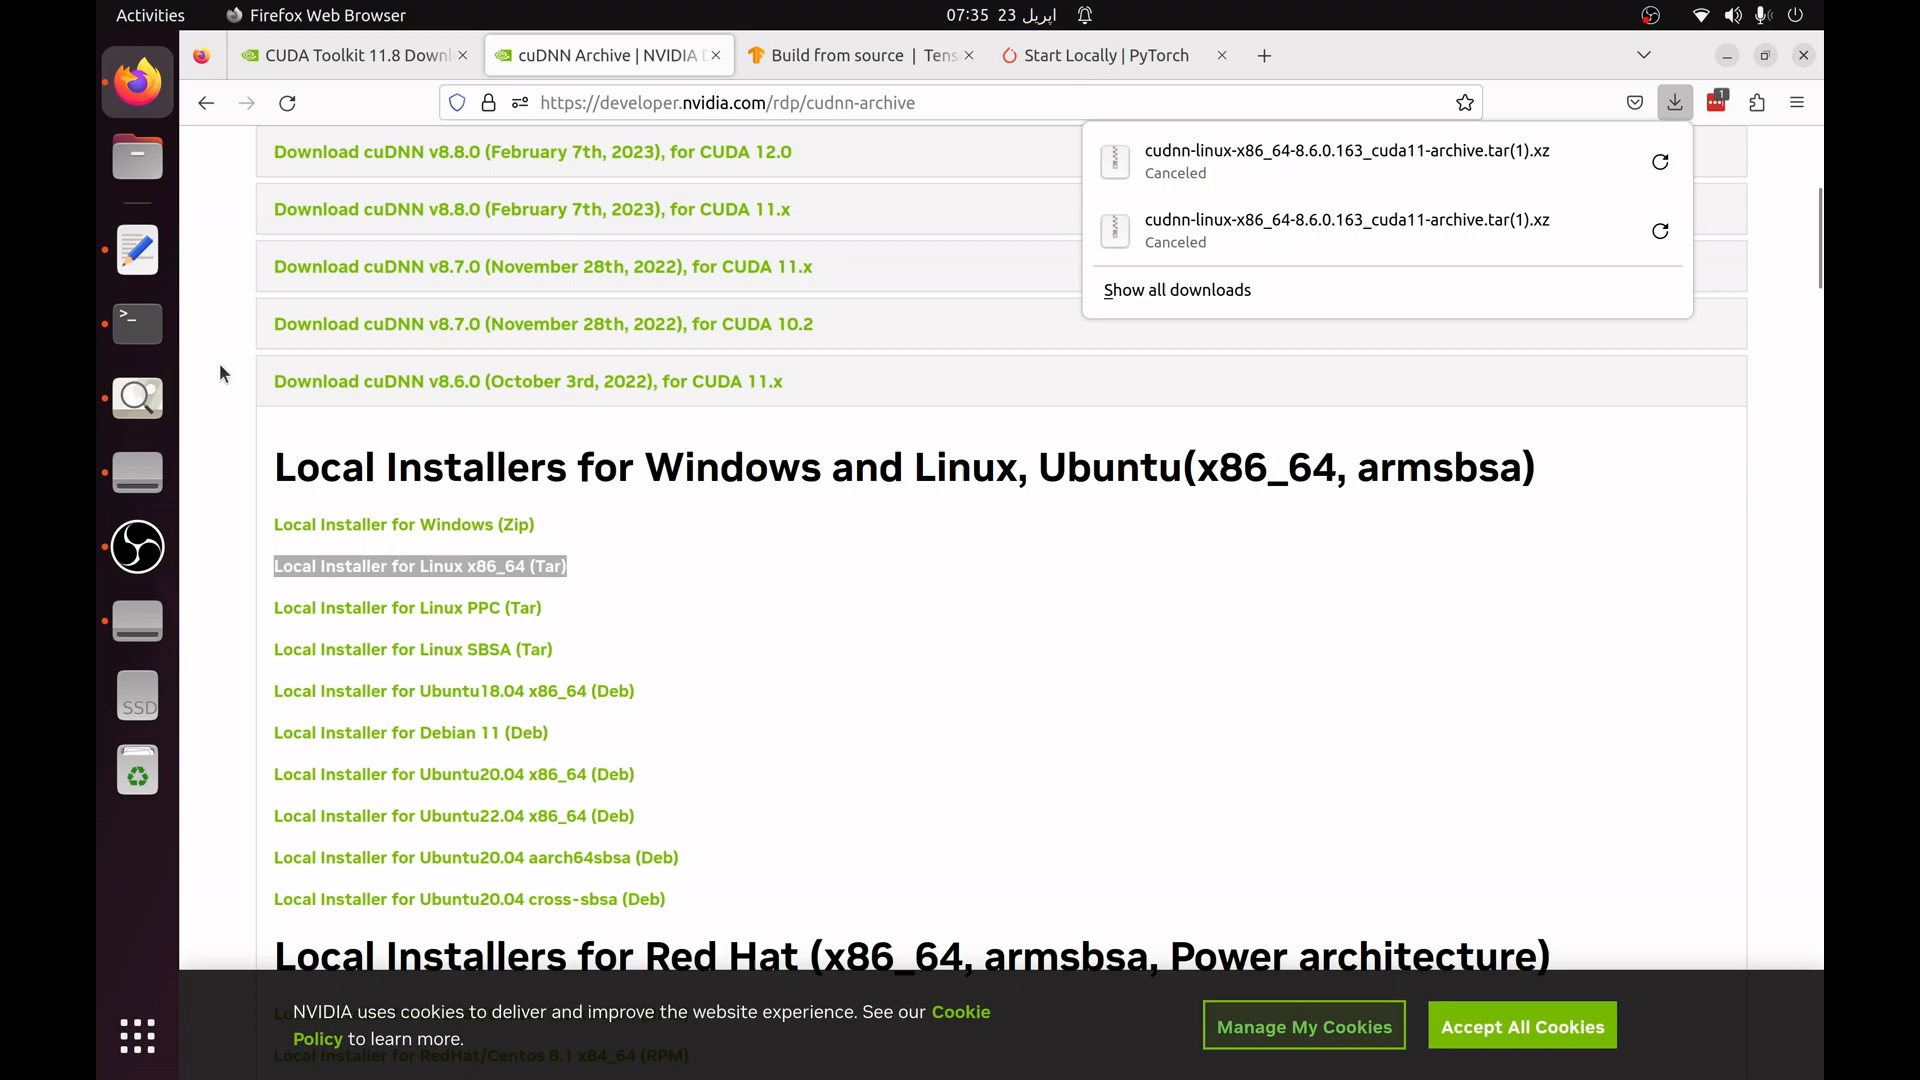 Activities
Firefox Web Browser
07:35 23 اپریل
CUDA Toolkit 11.8 Downl
cuDNN Archive | NVIDIA D
Build from source | Tens
Start Locally | PyTorch
https://developer.nvidia.com/rdp/cudnn-archive
1
Download cuDNN v8.8.0 (February 7th, 2023), for CUDA 12.0
Download cuDNN v8.8.0 (February 7th, 2023), for CUDA 11.x
Download cuDNN v8.7.0 (November 28th, 2022), for CUDA 11.x
Download cuDNN v8.7.0 (November 28th, 2022), for CUDA 10.2
Download cuDNN v8.6.0 (October 3rd, 2022), for CUDA 11.x
cudnn-linux-x86_64-8.6.0.163_cuda11-archive.tar(1).xz
Canceled
cudnn-linux-x86_64-8.6.0.163_cuda11-archive.tar(1).xz
Canceled
Show all downloads
Local Installers for Windows and Linux, Ubuntu(x86_64, armsbsa)
Local Installer for Windows (Zip)
Local Installer for Linux x86_64 (Tar)
Local Installer for Linux PPC (Tar)
Local Installer for Linux SBSA (Tar)
Local Installer for Ubuntu18.04 x86_64 (Deb)
Local Installer for Debian 11 (Deb)
Local Installer for Ubuntu20.04 x86_64 (Deb)
Local Installer for Ubuntu22.04 x86_64 (Deb)
Local Installer for Ubuntu20.04 aarch64sbsa (Deb)
Local Installer for Ubuntu20.04 cross-sbsa (Deb)
Local Installers for Red Hat (x86_64, armsbsa, Power architecture)
NVIDIA uses cookies to deliver and improve the website experience. See our Cookie
Policy to learn more.
Local Installer for RedHat/Centos 8.1 x84_64 (RPM)
Manage My Cookies
Accept All Cookies
SSD